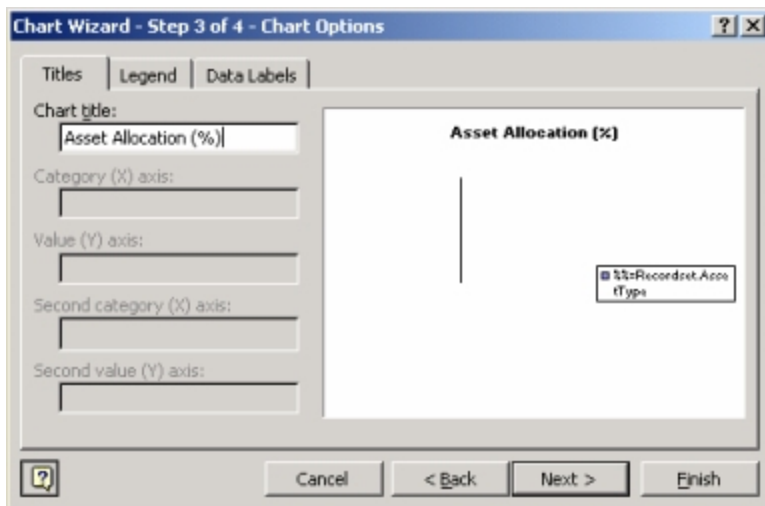 Chart Wizard - Step 3 of 4 - Chart Options
Titles
Legend
Data Labels
Chart title:
Asset Allocation (%)
Category (X) axis:
Value (Y) axis:
Second category (X) axis:
Second value (Y) axis:
Asset Allocation (%)
%%=Recordset.Asse
tType
Cancel
< Back
Next >
Finish